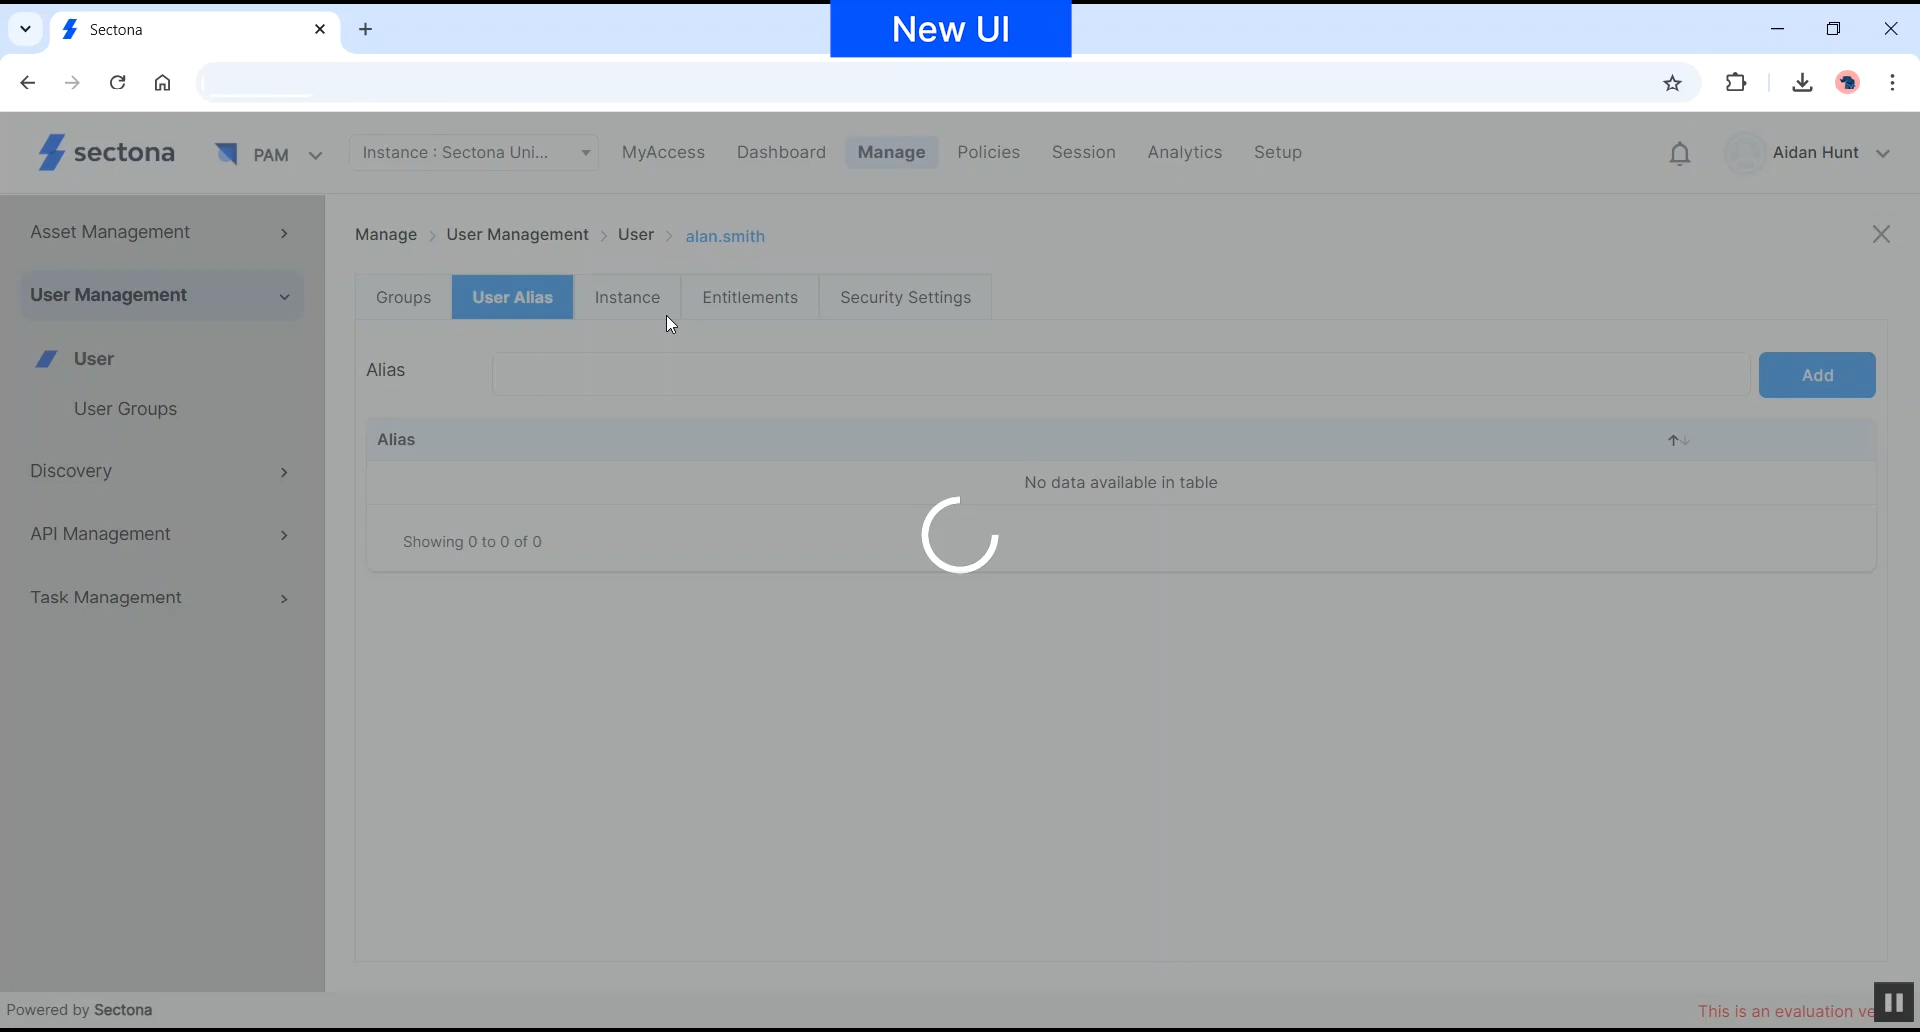 New UI
Sectona
sectona
PAM
Instance : Sectona Uni...
MyAccess
Dashboard
Manage
Policies
Session
Analytics
Setup
Aidan Hunt
Asset Management
User Management
User
User Groups
Discovery
API Management
Task Management
Manage > User Management > User > alan.smith
Groups
User Alias
Instance
Entitlements
Security Settings
Alias
Add
Alias
No data available in table
Showing 0 to 0 of 0
Powered by Sectona
This is an evaluation ve